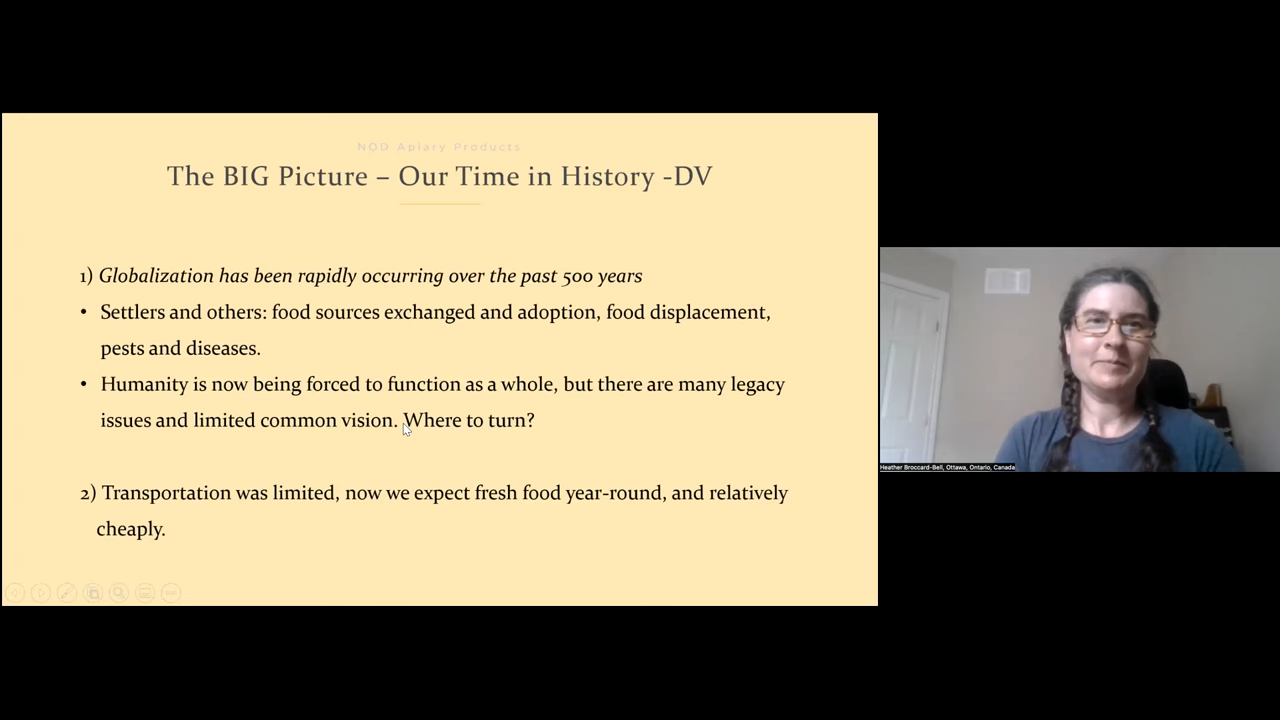 NOD Apiary Products
The BIG Picture – Our Time in History -DV
1) Globalization has been rapidly occurring over the past 500 years
• Settlers and others: food sources exchanged and adoption, food displacement,
pests and diseases.
• Humanity is now being forced to function as a whole, but there are many legacy
issues and limited common vision. Where to turn?
2) Transportation was limited, now we expect fresh food year-round, and relatively
cheaply.
Heather Broccard-Bell, Ottawa, Ontario, Canada